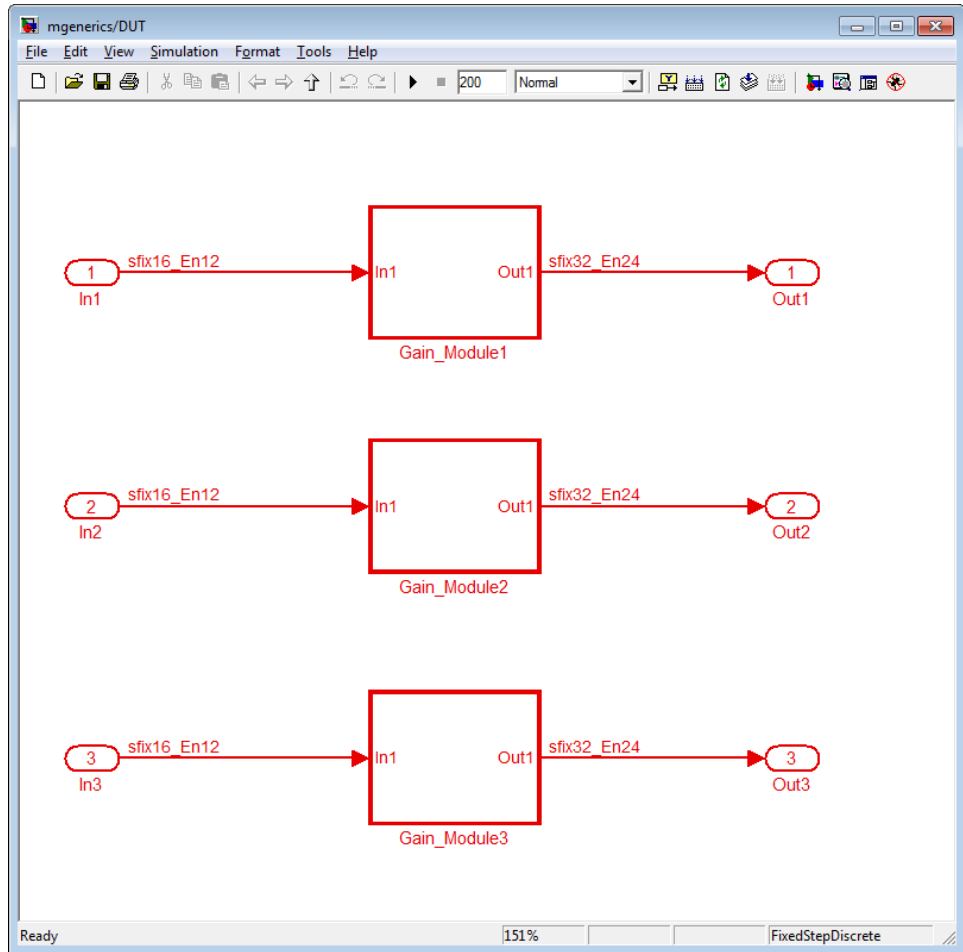 mgenerics/DUT
File Edit View Simulation Format Tools Help
200 Normal
sfix16_En12 sfix32_En24
1 In1 Out1 1
In1 Out1
Gain_Module1
sfix16_En12 sfix32_En24
2 In1 Out1 2
In2 Out2
Gain_Module2
sfix16_En12 sfix32_En24
3 In1 Out1 3
In3 Out3
Gain_Module3
Ready 151% FixedStepDiscrete